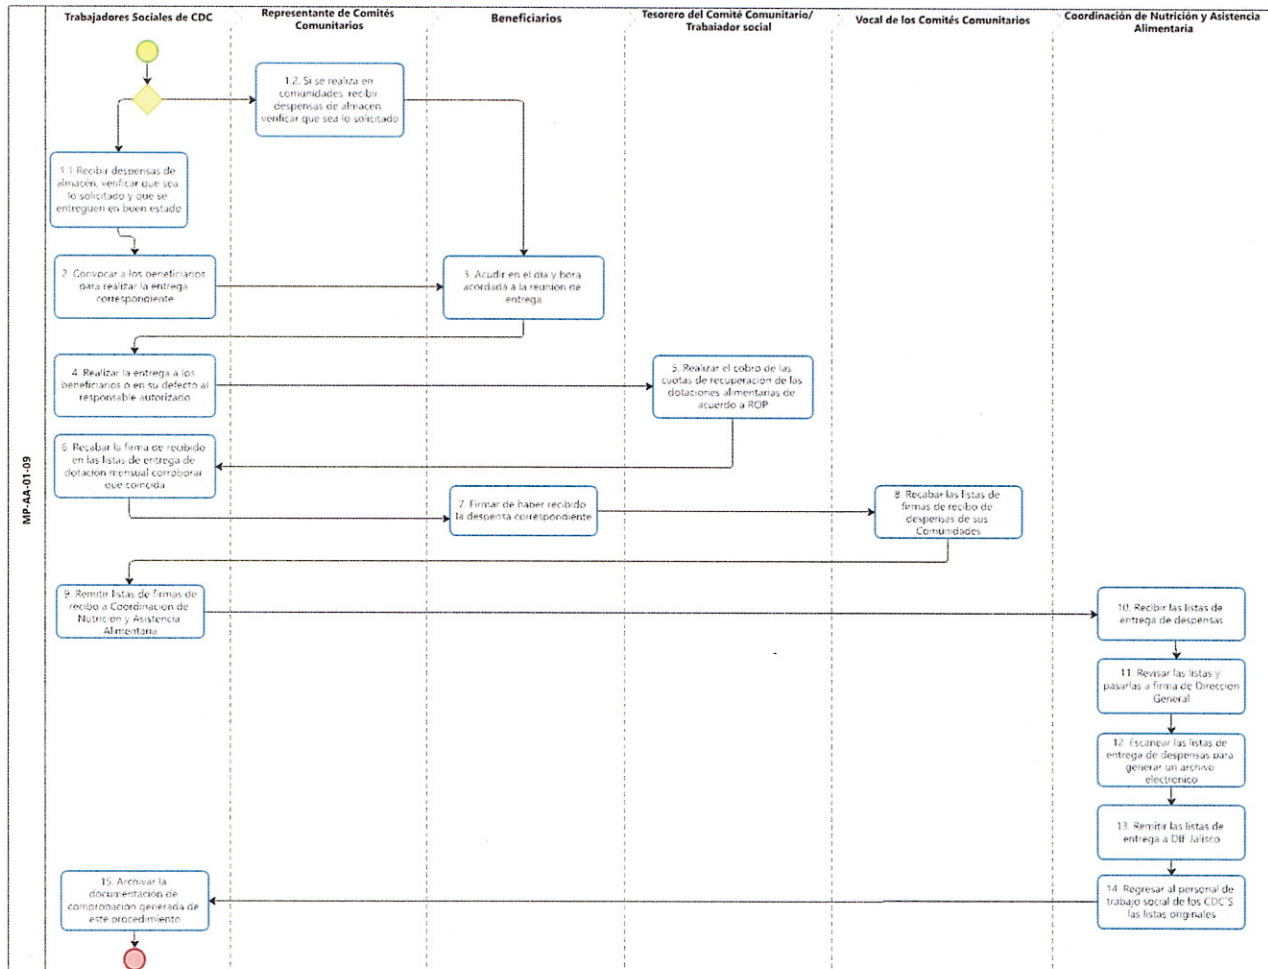 Trabajadores Sociales de CDC
Representante de Comités
Comunitarios
Beneficiarios
Tesorero del Comité Comunitario/
Trabajador social
Vocal de los Comités Comunitarios
Coordinación de Nutrición y Asistencia
Alimentaria
MP-AA-01-09
1.2. Si se realiza en
comunidades, recibir
despensas de almacen,
verificar que sea lo solicitado
1.1 Recibir despensas de
almacén, verificar que sea
lo solicitado y que se
entreguen en buen estado
2. Convocar a los beneficiarios
para realizar la entrega
correspondiente
3. Acudir en el día y hora
acordada a la reunión de
entrega
4. Realizar la entrega a los
beneficiarios o en su defecto al
responsable autorizado
5. Realizar el cobro de las
cuotas de recuperación de las
dotaciones alimentarias de
acuerdo a ROP
6. Recabar la firma de recibido
en las listas de entrega de
dotación mensual corroborar
que coincida
7. Firmar de haber recibido
la despensa correspondiente
8. Recabar las listas de
firmas de recibo de
despensas de sus
Comunidades
9. Remitir listas de firmas de
recibo a Coordinación de
Nutrición y Asistencia
Alimentaria
10. Recibir las listas de
entrega de despensas
11. Revisar las listas y
pasarlas a firma de Dirección
General
12. Escanear las listas de
entrega de despensas para
generar un archivo
electrónico
13. Remitir las listas de
entrega a DIF Jalisco
14. Regresar al personal de
trabajo social de los CDC'S
las listas originales
15. Archivar la
documentación de
comprobación generada de
este procedimiento